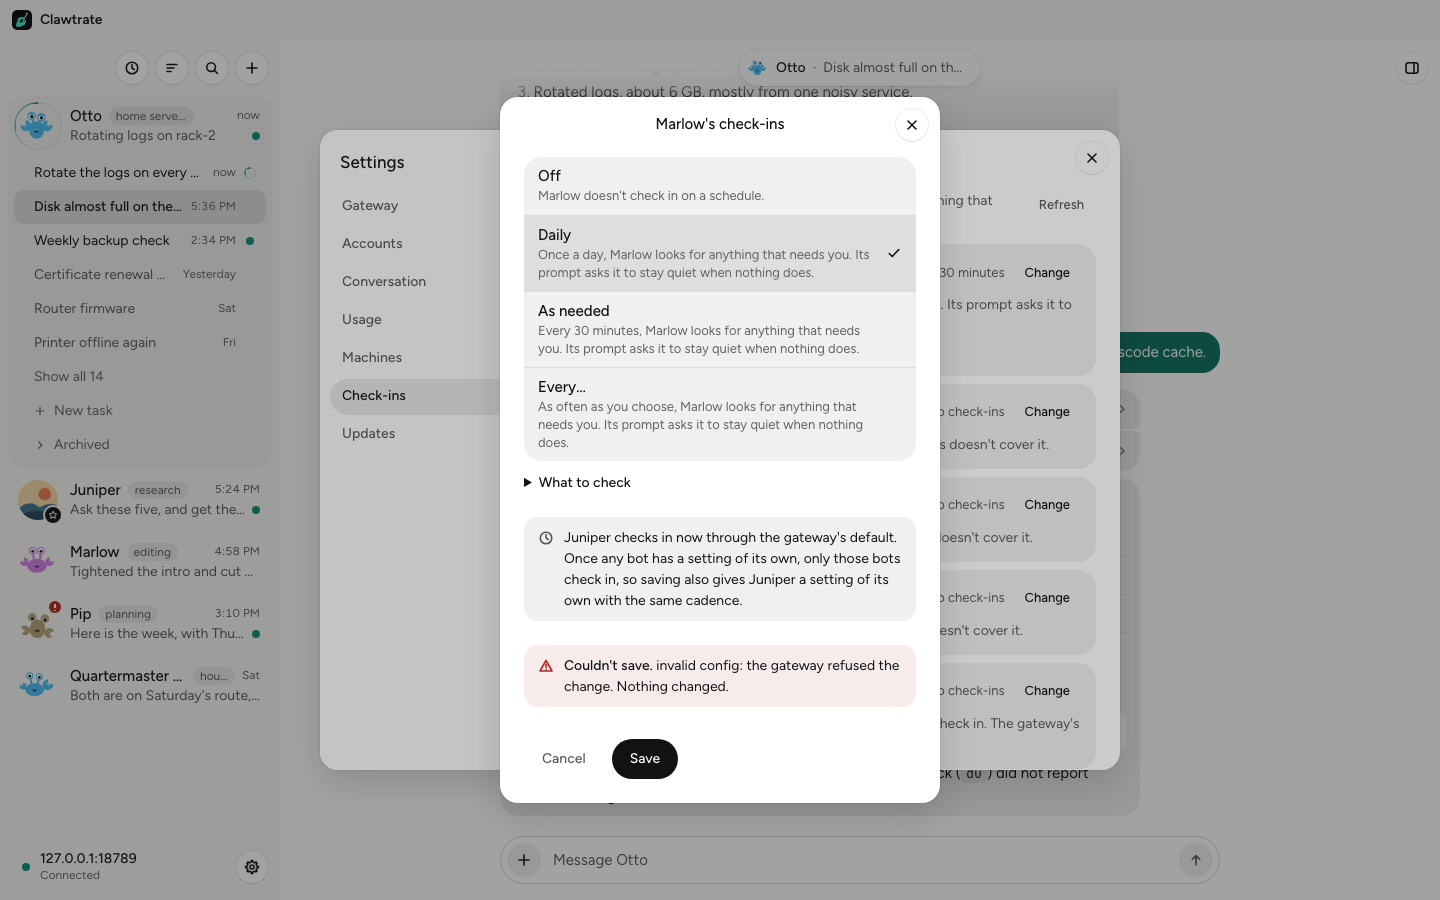 Clawtrate
Otto · Disk almost full on th...
Otto home serve... now
Rotating logs on rack-2
Rotate the logs on every ... now
Disk almost full on the... 5:36 PM
Weekly backup check 2:34 PM
Certificate renewal ... Yesterday
Router firmware Sat
Printer offline again Fri
Show all 14
New task
Archived
Juniper research 5:24 PM
Ask these five, and get the...
Marlow editing 4:58 PM
Tightened the intro and cut ...
Pip planning 3:10 PM
Here is the week, with Thu...
Quartermaster ... hou... Sat
Both are on Saturday's route,...
127.0.0.1:18789
Connected
3. Rotated logs, about 6 GB, mostly from one noisy service.
Settings
Gateway
Accounts
Conversation
Usage
Machines
Check-ins
Updates
Marlow's check-ins
Off
Marlow doesn't check in on a schedule.
Daily
Once a day, Marlow looks for anything that needs you. Its
prompt asks it to stay quiet when nothing does.
As needed
Every 30 minutes, Marlow looks for anything that needs
you. Its prompt asks it to stay quiet when nothing does.
Every...
As often as you choose, Marlow looks for anything that
needs you. Its prompt asks it to stay quiet when nothing
does.
What to check
Juniper checks in now through the gateway's default.
Once any bot has a setting of its own, only those bots
check in, so saving also gives Juniper a setting of its
own with the same cadence.
Couldn't save. invalid config: the gateway refused the
change. Nothing changed.
Cancel Save
that
Refresh
30 minutes Change
. Its prompt asks it to
check-ins Change
doesn't cover it.
check-ins Change
cover it.
check-ins Change
cover it.
check-ins Change
The gateway's
cache.
( du ) did not report
Message Otto